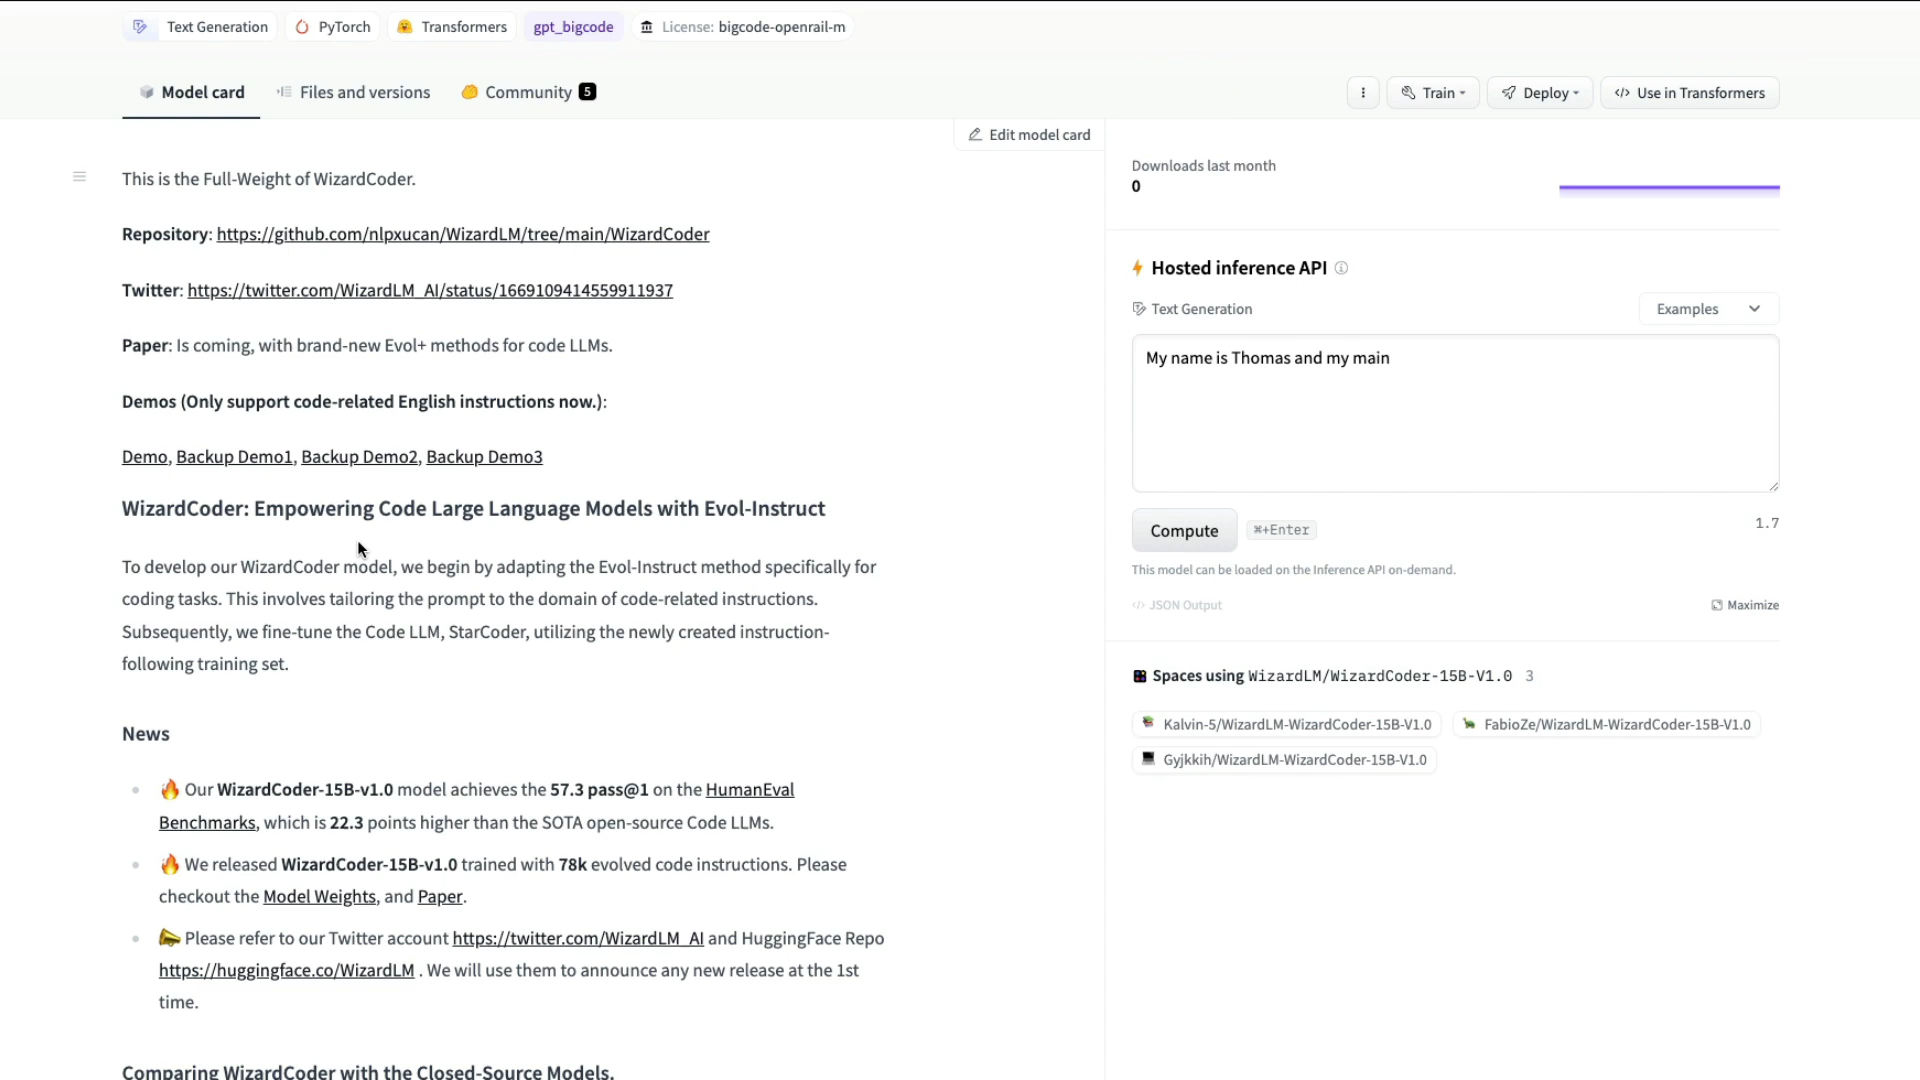 Text Generation PyTorch Transformers gpt_bigcode License: bigcode-openrail-m
Model card Files and versions Community 5 Train Deploy </> Use in Transformers
Edit model card
This is the Full-Weight of WizardCoder.
Repository: https://github.com/nlpxucan/WizardLM/tree/main/WizardCoder
Twitter: https://twitter.com/WizardLM_AI/status/1669109414559911937
Paper: Is coming, with brand-new Evol+ methods for code LLMs.
Demos (Only support code-related English instructions now.):
Demo, Backup Demo1, Backup Demo2, Backup Demo3
WizardCoder: Empowering Code Large Language Models with Evol-Instruct
To develop our WizardCoder model, we begin by adapting the Evol-Instruct method specifically for
coding tasks. This involves tailoring the prompt to the domain of code-related instructions.
Subsequently, we fine-tune the Code LLM, StarCoder, utilizing the newly created instruction-
following training set.
News
🔥 Our WizardCoder-15B-v1.0 model achieves the 57.3 pass@1 on the HumanEval
Benchmarks, which is 22.3 points higher than the SOTA open-source Code LLMs.
🔥 We released WizardCoder-15B-v1.0 trained with 78k evolved code instructions. Please
checkout the Model Weights, and Paper.
📣 Please refer to our Twitter account https://twitter.com/WizardLM_AI and HuggingFace Repo
https://huggingface.co/WizardLM . We will use them to announce any new release at the 1st
time.
Comparing WizardCoder with the Closed-Source Models.
Downloads last month
0
Hosted inference API
Text Generation Examples
My name is Thomas and my main
Compute ⌘+Enter 1.7
This model can be loaded on the Inference API on-demand.
</> JSON Output Maximize
Spaces using WizardLM/WizardCoder-15B-V1.0 3
Kalvin-5/WizardLM-WizardCoder-15B-V1.0 FabioZe/WizardLM-WizardCoder-15B-V1.0
Gyjkkih/WizardLM-WizardCoder-15B-V1.0